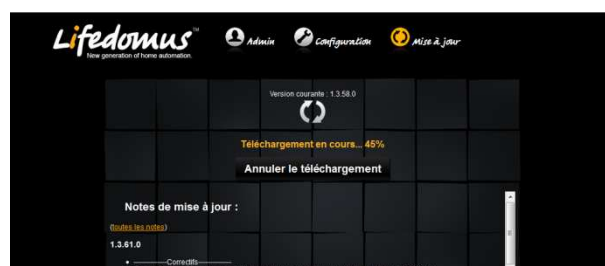 Lifedomus™
New generation of home automation.
Admin
Configuration
Mise à jour
Version courante : 1.3.58.0
Téléchargement en cours... 45%
Annuler le téléchargement
Notes de mise à jour :
(toutes les notes)
1.3.61.0
• ----------Correctifs----------